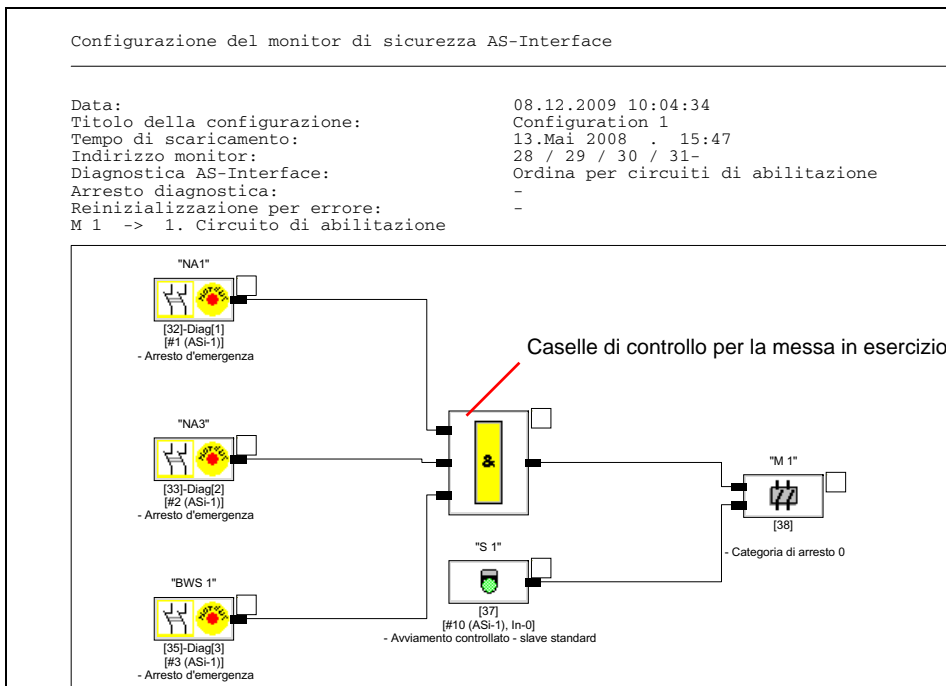 Configurazione del monitor di sicurezza AS-Interface
Data: 08.12.2009 10:04:34
Titolo della configurazione: Configuration 1
Tempo di scaricamento: 13.Mai 2008 . 15:47
Indirizzo monitor: 28 / 29 / 30 / 31-
Diagnostica AS-Interface: Ordina per circuiti di abilitazione
Arresto diagnostica: -
Reinizializzazione per errore: -
M 1 -> 1. Circuito di abilitazione
"NA1"
[32]-Diag[1]
[#1 (ASi-1)]
- Arresto d'emergenza
Caselle di controllo per la messa in esercizio
"NA3"
[33]-Diag[2]
[#2 (ASi-1)]
- Arresto d'emergenza
&
"M 1"
[38]
- Categoria di arresto 0
"S 1"
[37]
[#10 (ASi-1), In-0]
- Avviamento controllato - slave standard
"BWS 1"
[35]-Diag[3]
[#3 (ASi-1)]
- Arresto d'emergenza